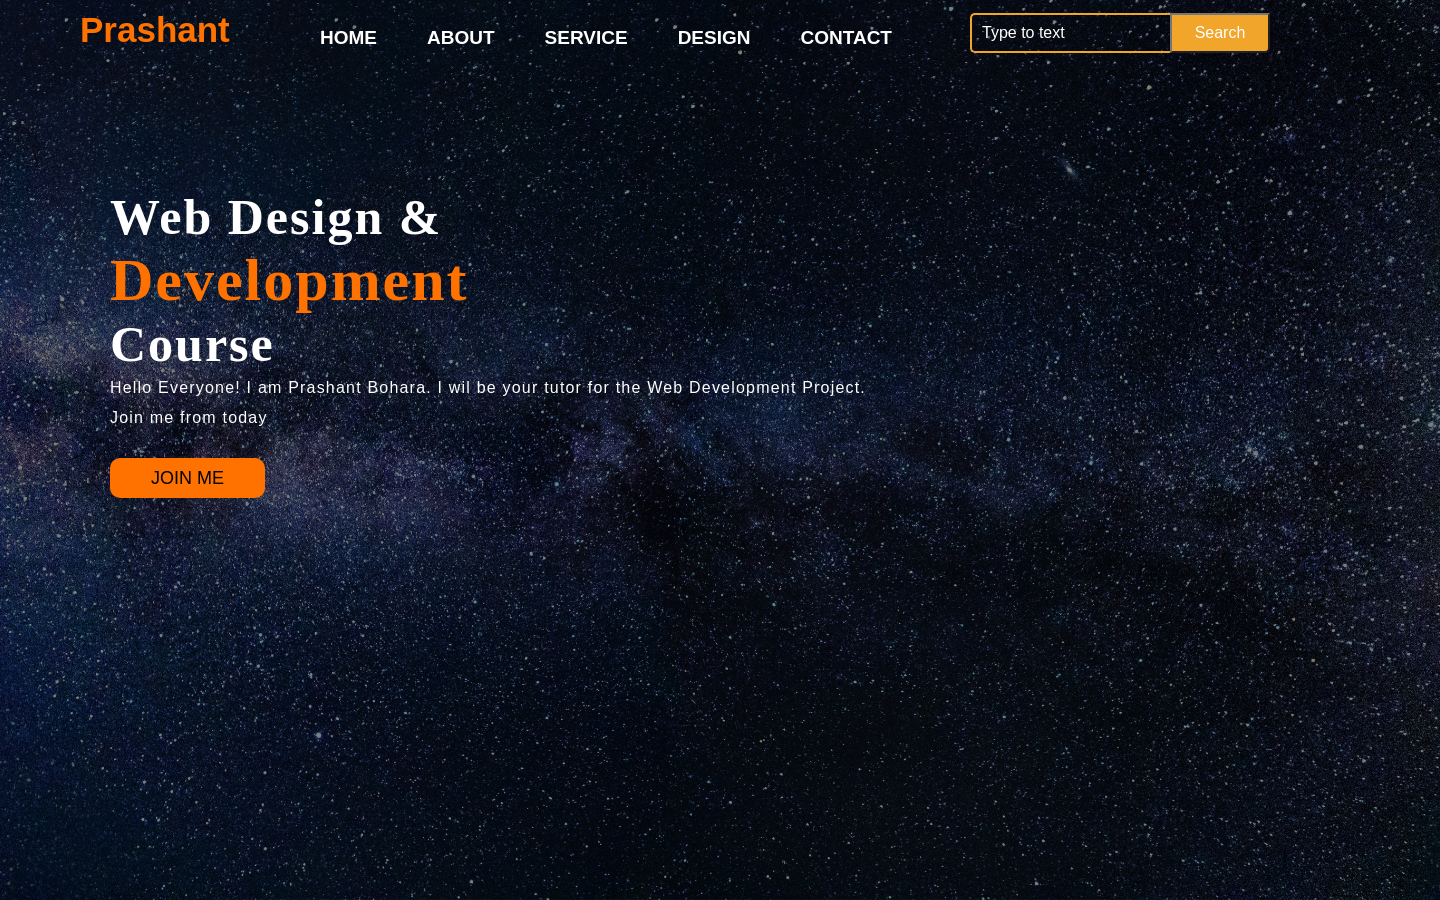 Prashant
HOME
ABOUT
SERVICE
DESIGN
CONTACT
Type to text
Search
Web Design &
Development
Course
Hello Everyone! I am Prashant Bohara. I wil be your tutor for the Web Development Project.
Join me from today
JOIN ME